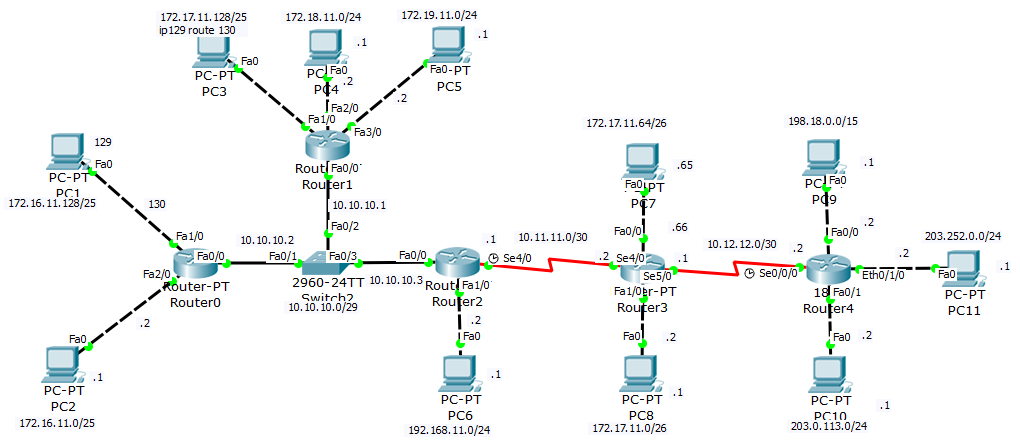 172.17.11.128/25
ip129 route 130
Fa0
PC-PT
PC3
172.18.11.0/24
.1
Fa0
PC4
.2
172.19.11.0/24
.1
Fa0
-PT
PC5
.2
Fa2/0
Fa1/0
Fa3/0
Fa0/0
Router1
10.10.10.1
Fa0/2
129
Fa0
PC-PT
PC1
172.16.11.128/25
130
Fa1/0
Fa0/0
Fa2/0
Router-PT
Router0
10.10.10.2
Fa0/1
Fa0/3
2960-24TT
Switch2
10.10.10.0/29
10.10.10.3
Fa0/0
.1
Se4/0
Fa1/0
Router2
.2
Fa0
.1
PC-PT
PC6
192.168.11.0/24
.2
Fa0
.1
PC-PT
PC2
172.16.11.0/25
10.11.11.0/30
172.17.11.64/26
.65
Fa0
PC7
.66
Fa0/0
.2
Se4/0
Se5/0
.1
Fa1/0
er-PT
Router3
Fa0
.2
.1
PC-PT
PC8
172.17.11.0/26
10.12.12.0/30
198.18.0.0/15
.1
Fa0
PC9
.2
Fa0/0
.2
Se0/0/0
Eth0/1/0
Fa0/1
18
Router4
.2
203.252.0.0/24
.1
Fa0
PC-PT
PC11
Fa0
.2
PC-PT
PC10
.1
203.0.113.0/24